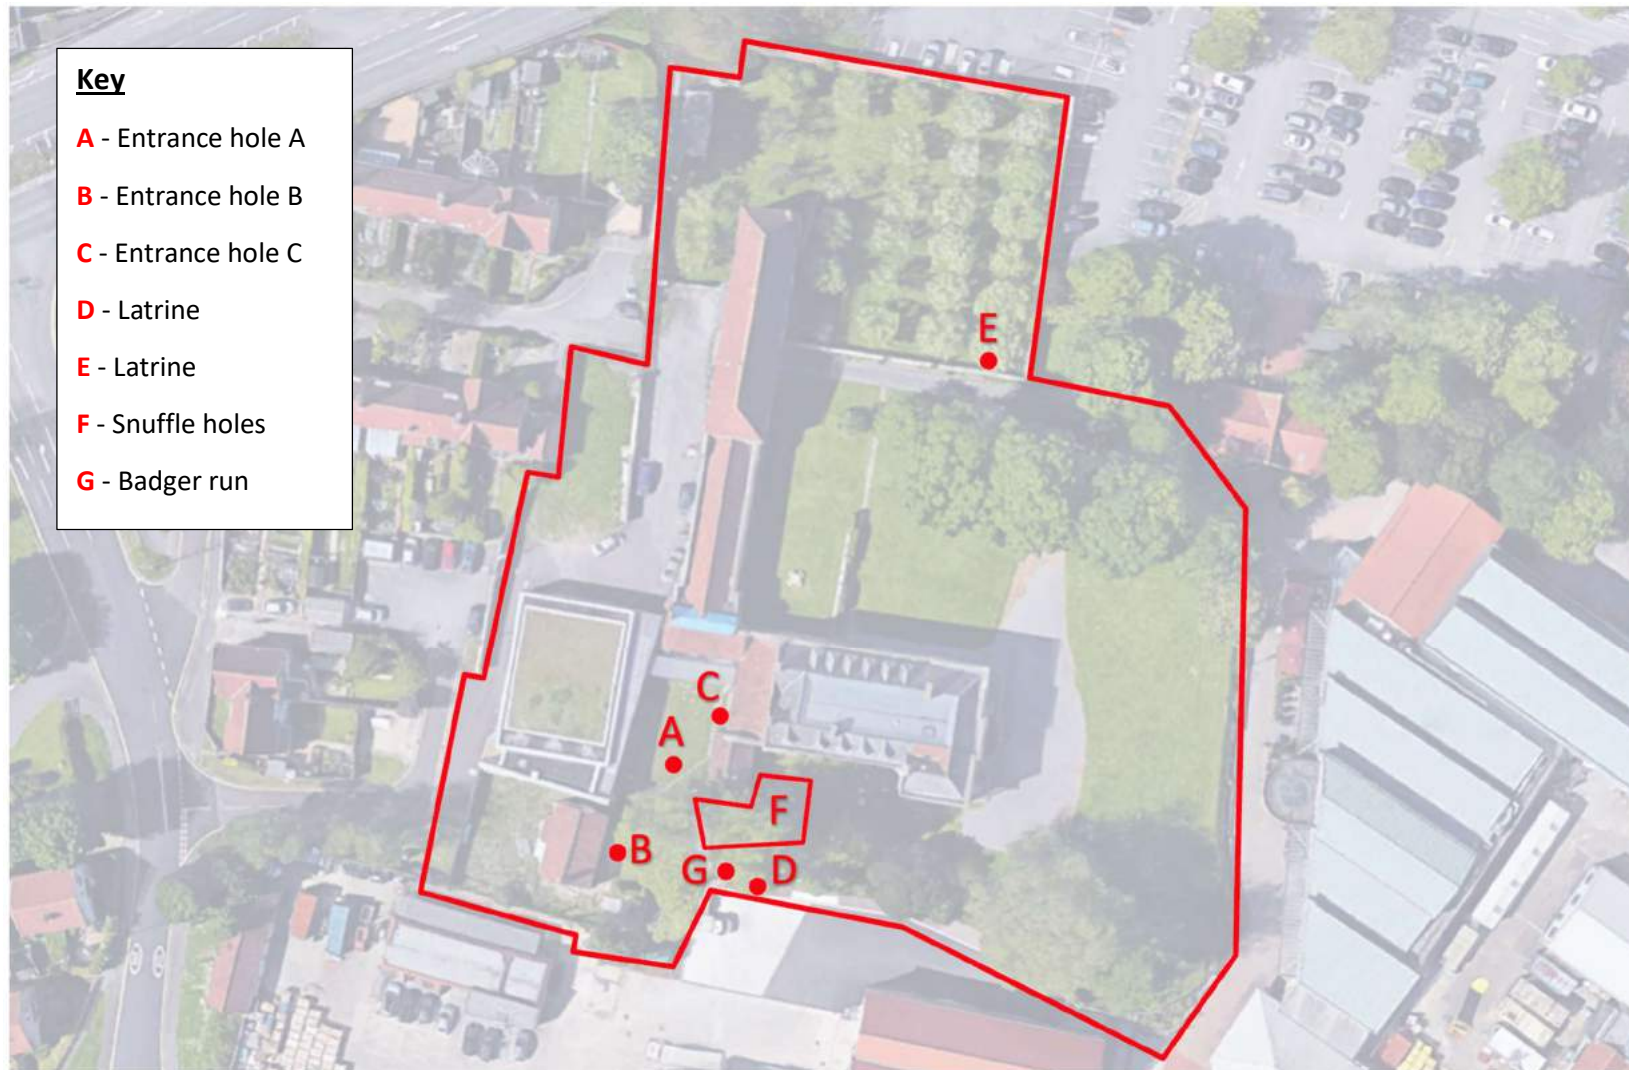 Key
A - Entrance hole A
B - Entrance hole B
C - Entrance hole C
D - Latrine
E - Latrine
F - Snuffle holes
G - Badger run
E
C
A
F
B
G
D